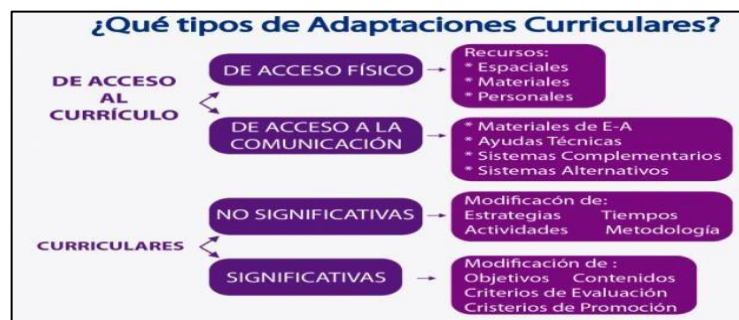 ¿Qué tipos de Adaptaciones Curriculares?
DE ACCESO
AL
CURRÍCULO
DE ACCESO FÍSICO
Recursos:
* Espaciales
* Materiales
* Personales
DE ACCESO A LA
COMUNICACIÓN
* Materiales de E-A
* Ayudas Técnicas
* Sistemas Complementarios
* Sistemas Alternativos
CURRICULARES
NO SIGNIFICATIVAS
Modificacón de:
Estrategias Tiempos
Actividades Metodología
SIGNIFICATIVAS
Modificación de :
Objetivos Contenidos
Criterios de Evaluación
Cristerios de Promoción